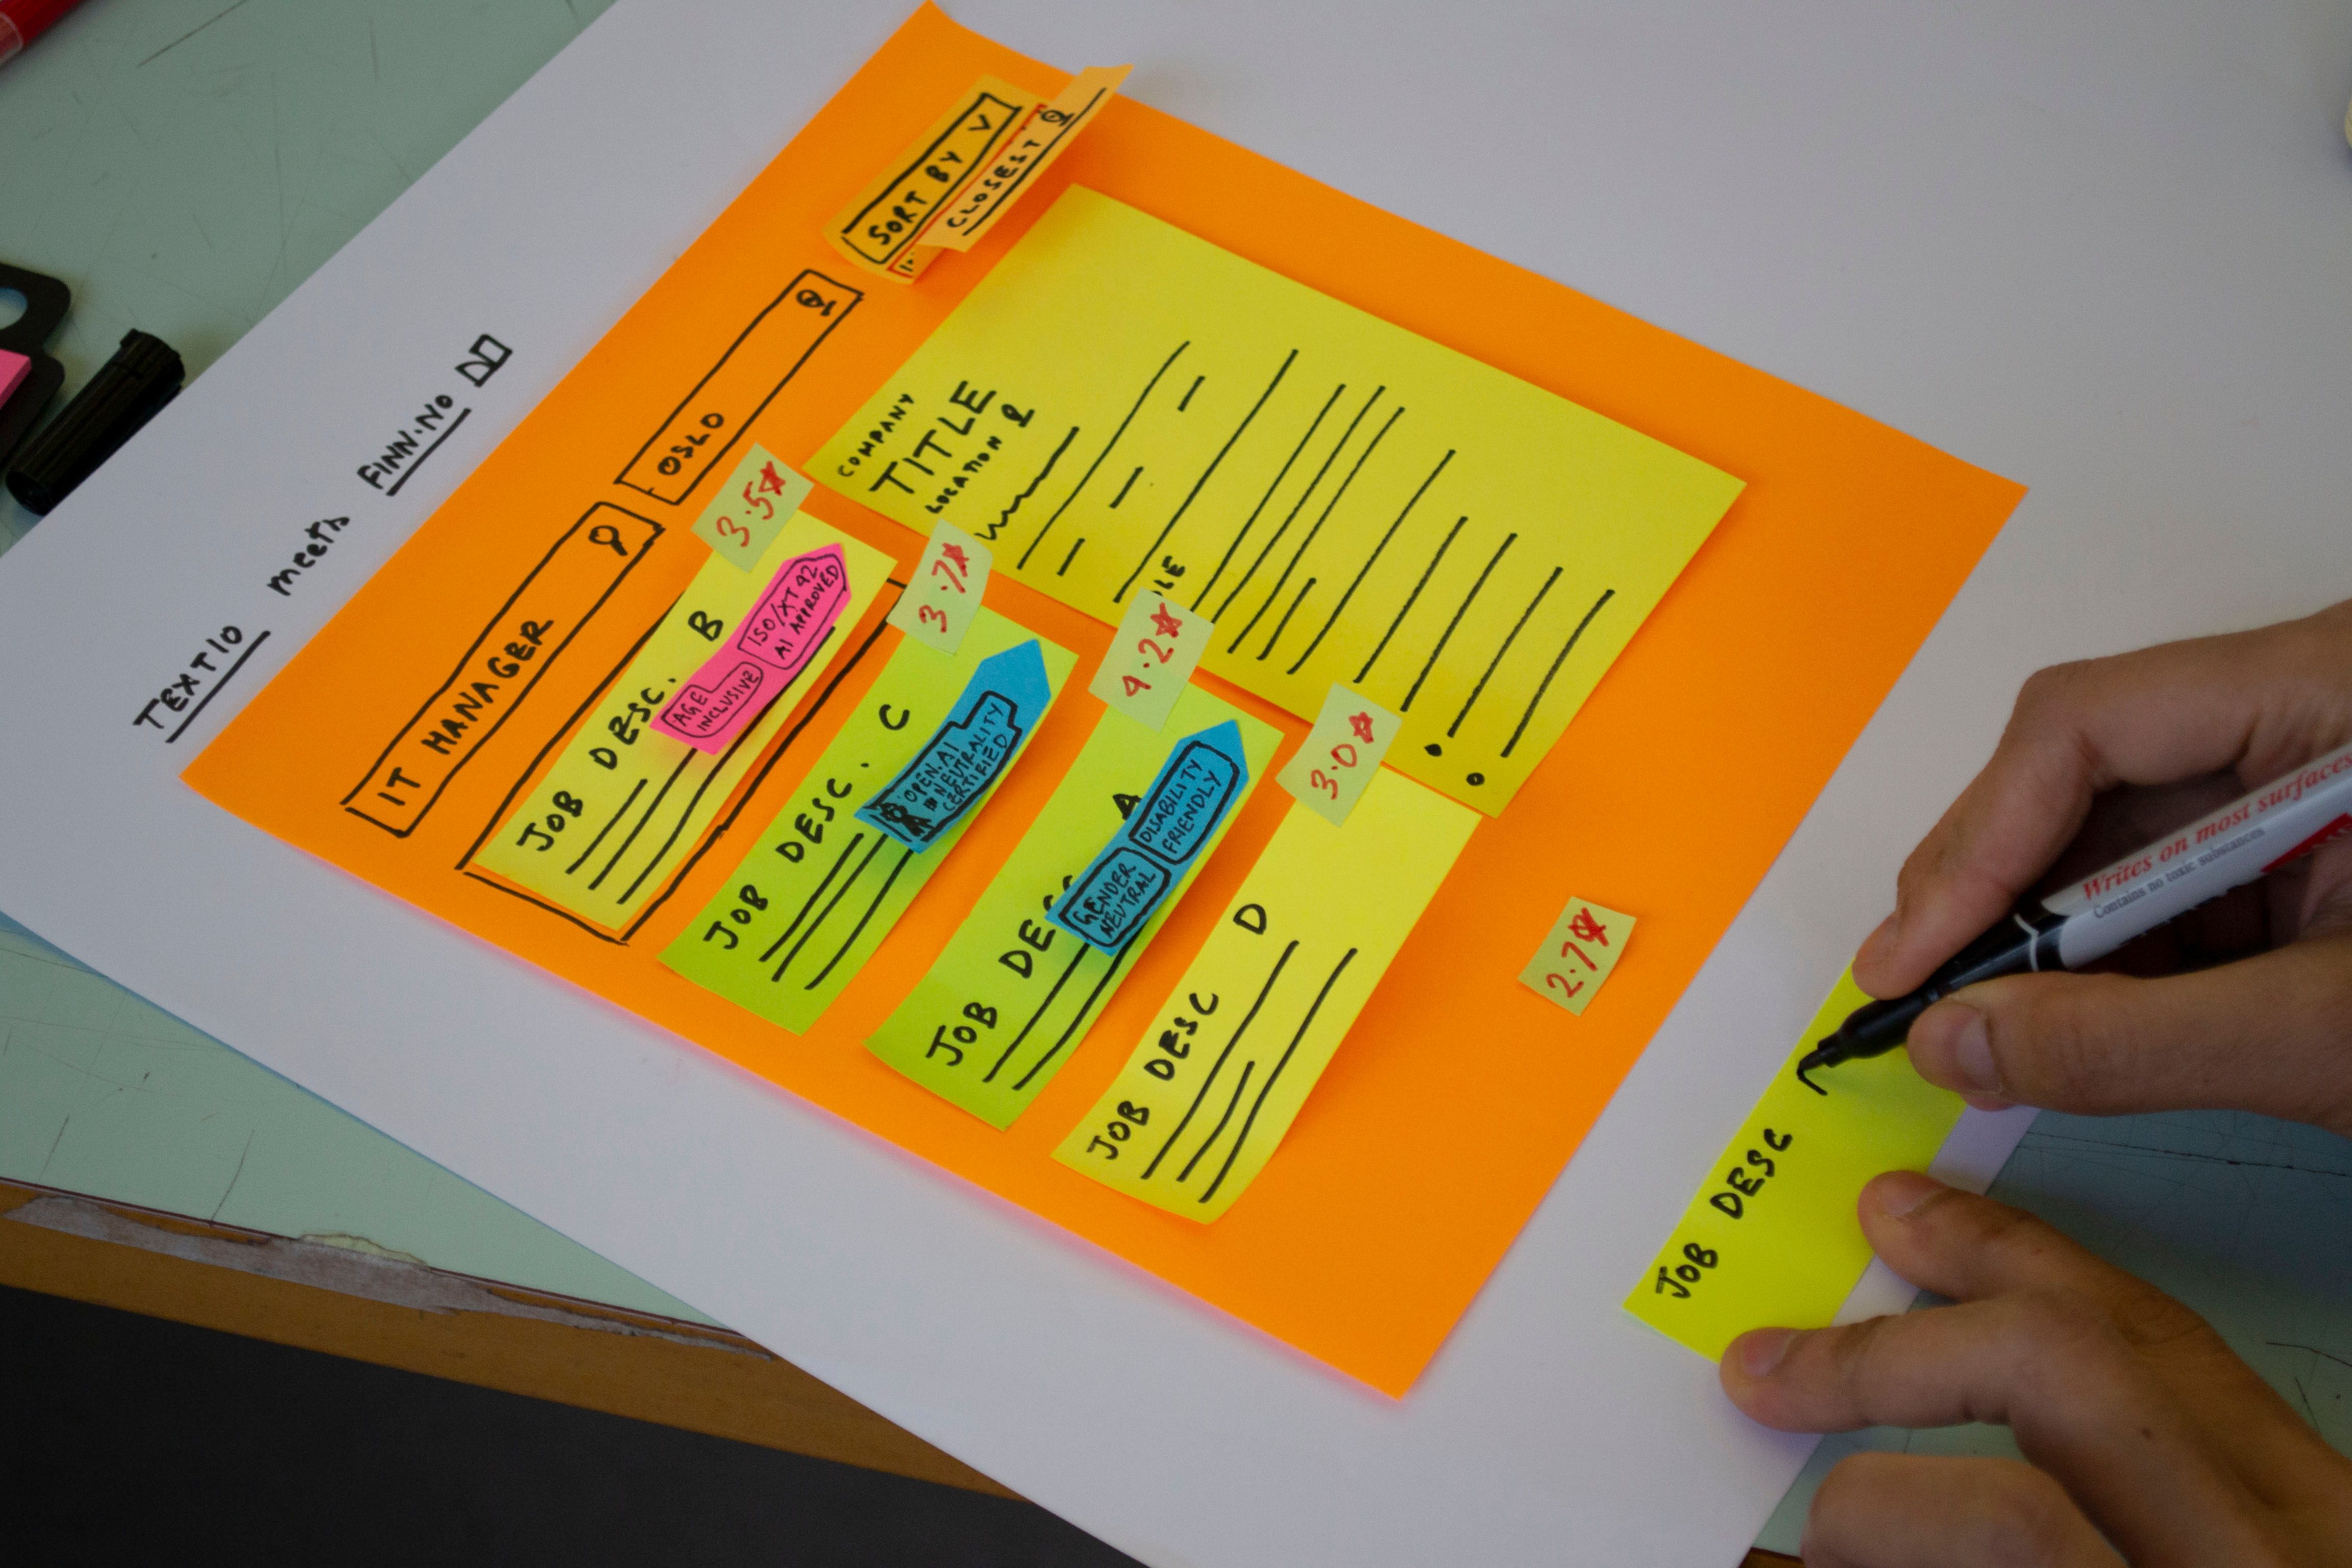 TEXTIO meets FINN.NO
IT MANAGER
OSLO
SORT BY
CLOSEST
3.5
JOB DESC. B
AGE
INCLUSIVE
ISO/XT 42
AI APPROVED
3.7
JOB DESC. C
OPEN.AI
NEUTRALITY
CERTIFIED
4.2
JOB DESC A
GENDER
NEUTRAL
DISABILITY
FRIENDLY
3.0
JOB DESC D
2.7
COMPANY
TITLE
LOCATION
LE
JOB DESC
Writes on most surfaces
Contains no toxic substances